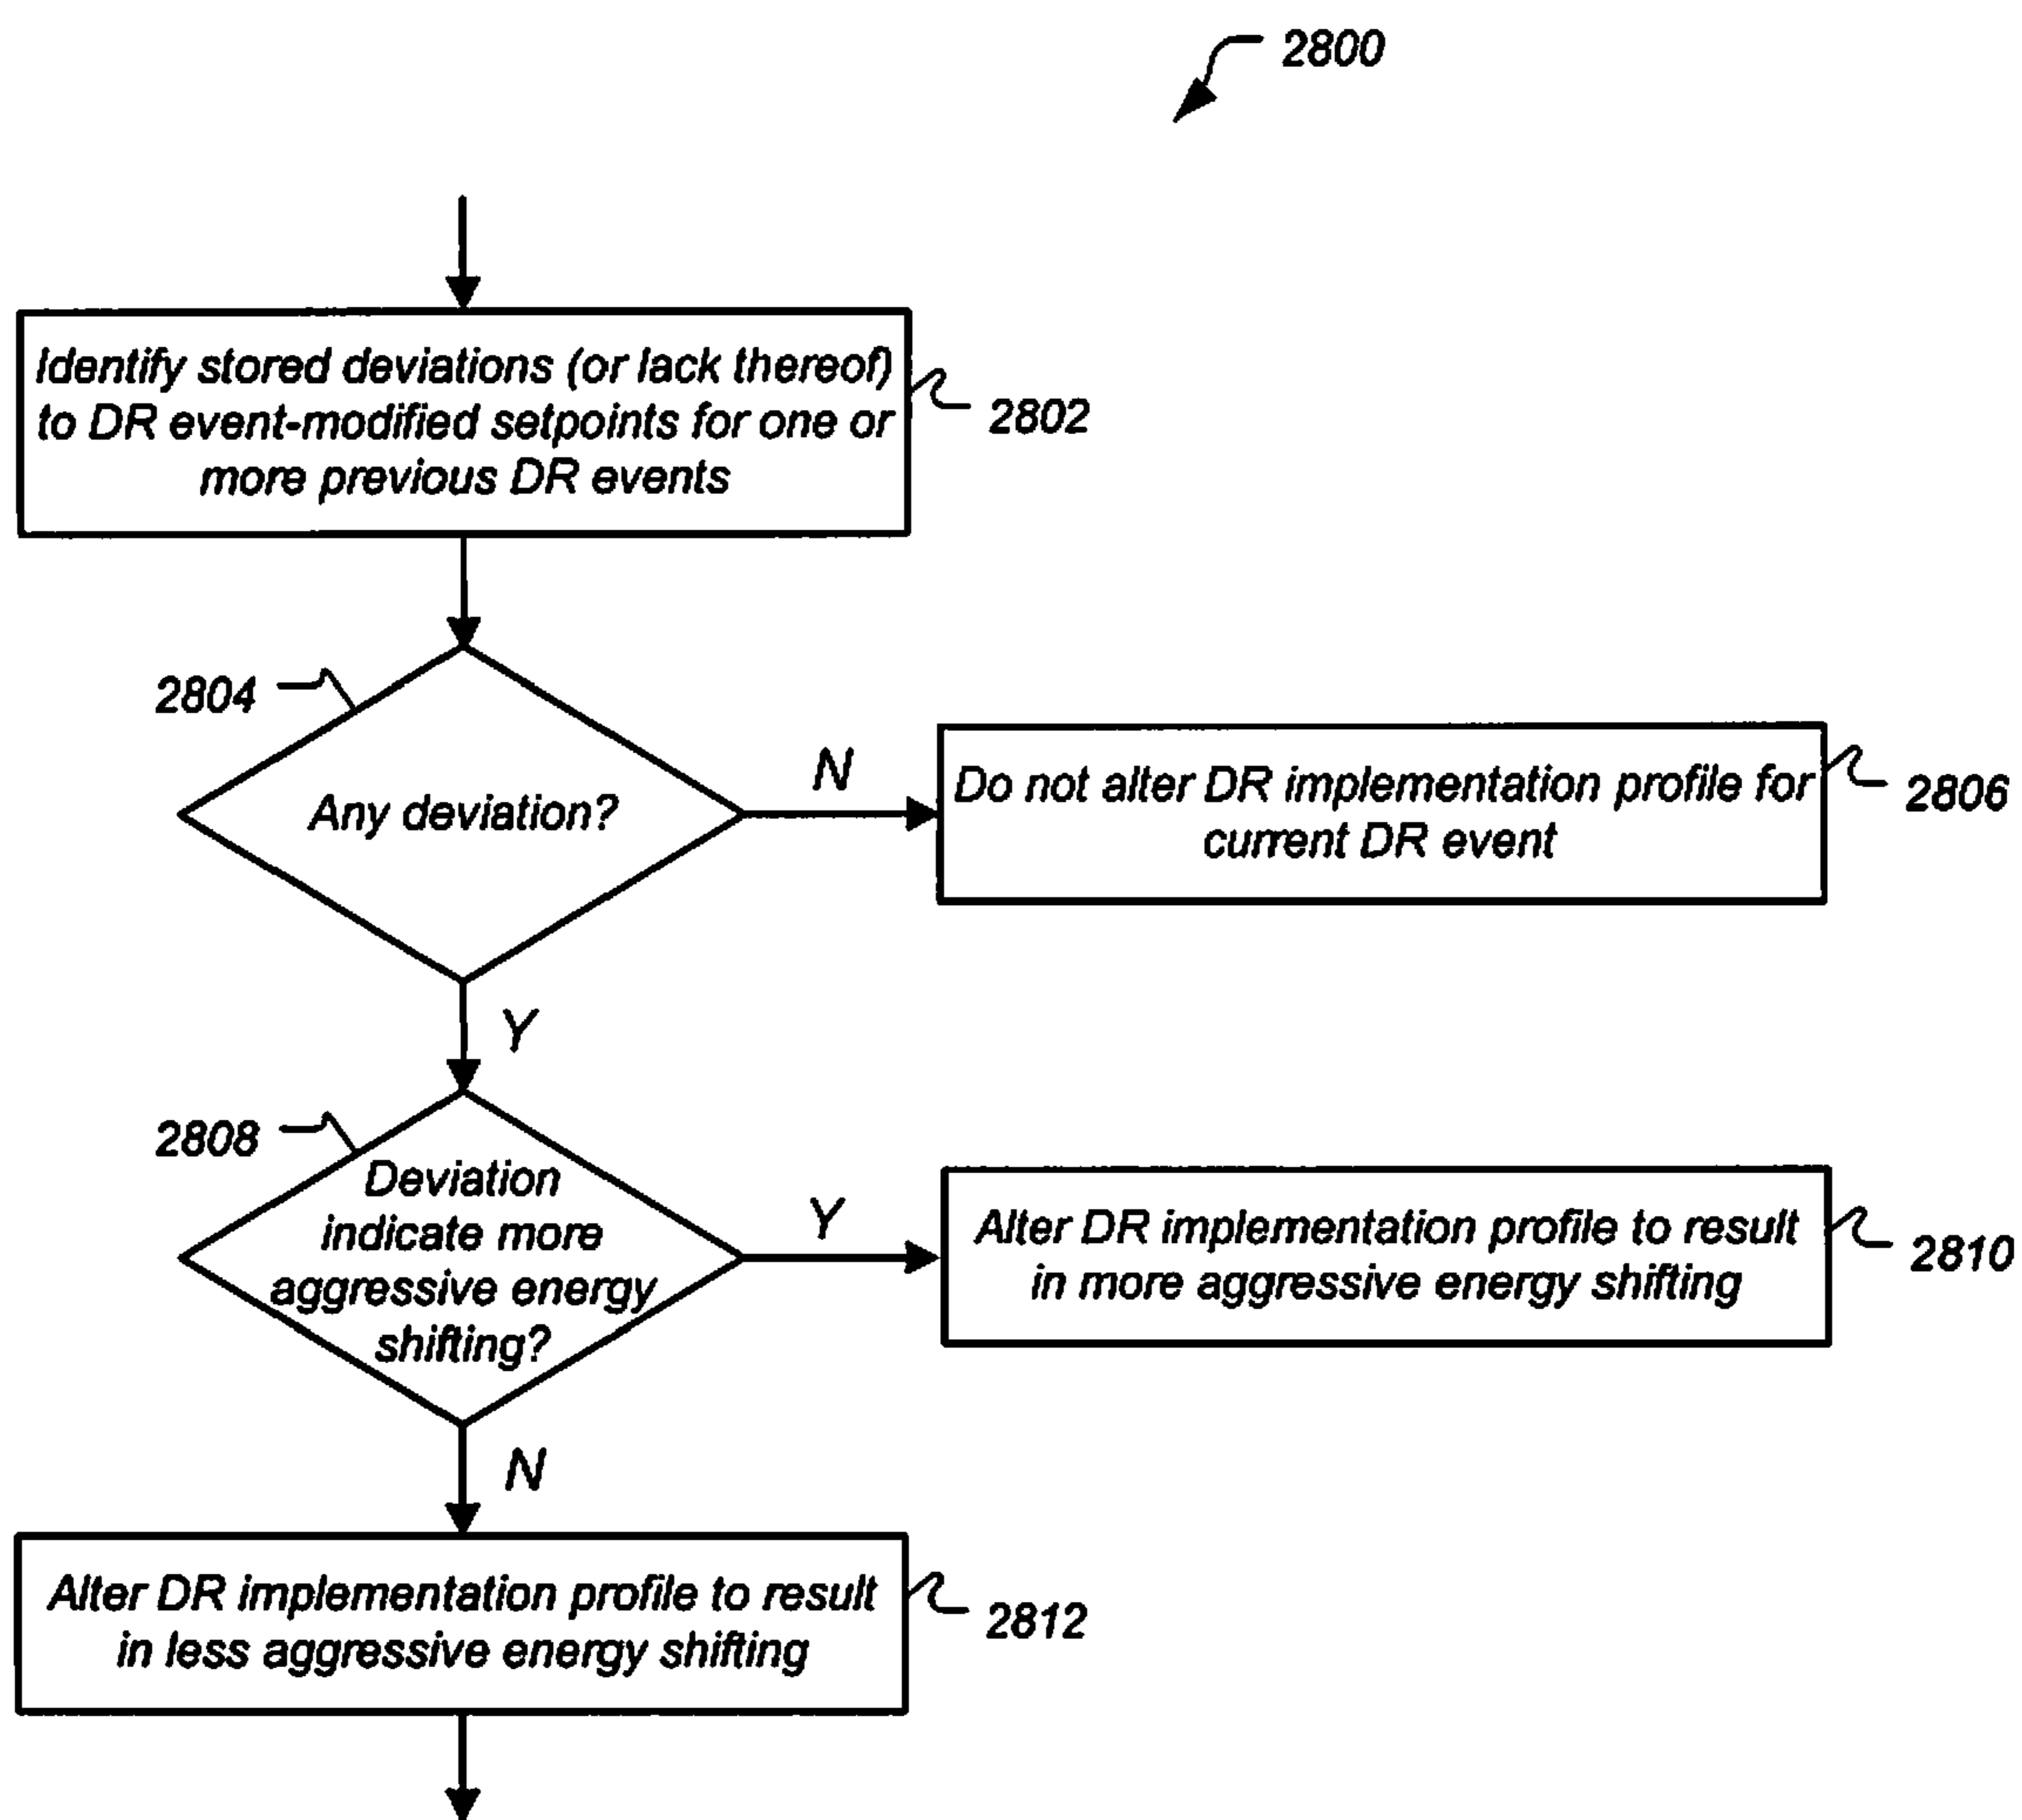 2800
Identify stored deviations (or lack thereof)
to DR event-modified setpoints for one or
more previous DR events
2802
2804
Any deviation?
N
Do not alter DR implementation profile for
current DR event
2806
Y
2808
Deviation
indicate more
aggressive energy
shifting?
Y
Alter DR implementation profile to result
in more aggressive energy shifting
2810
N
Alter DR implementation profile to result
in less aggressive energy shifting
2812